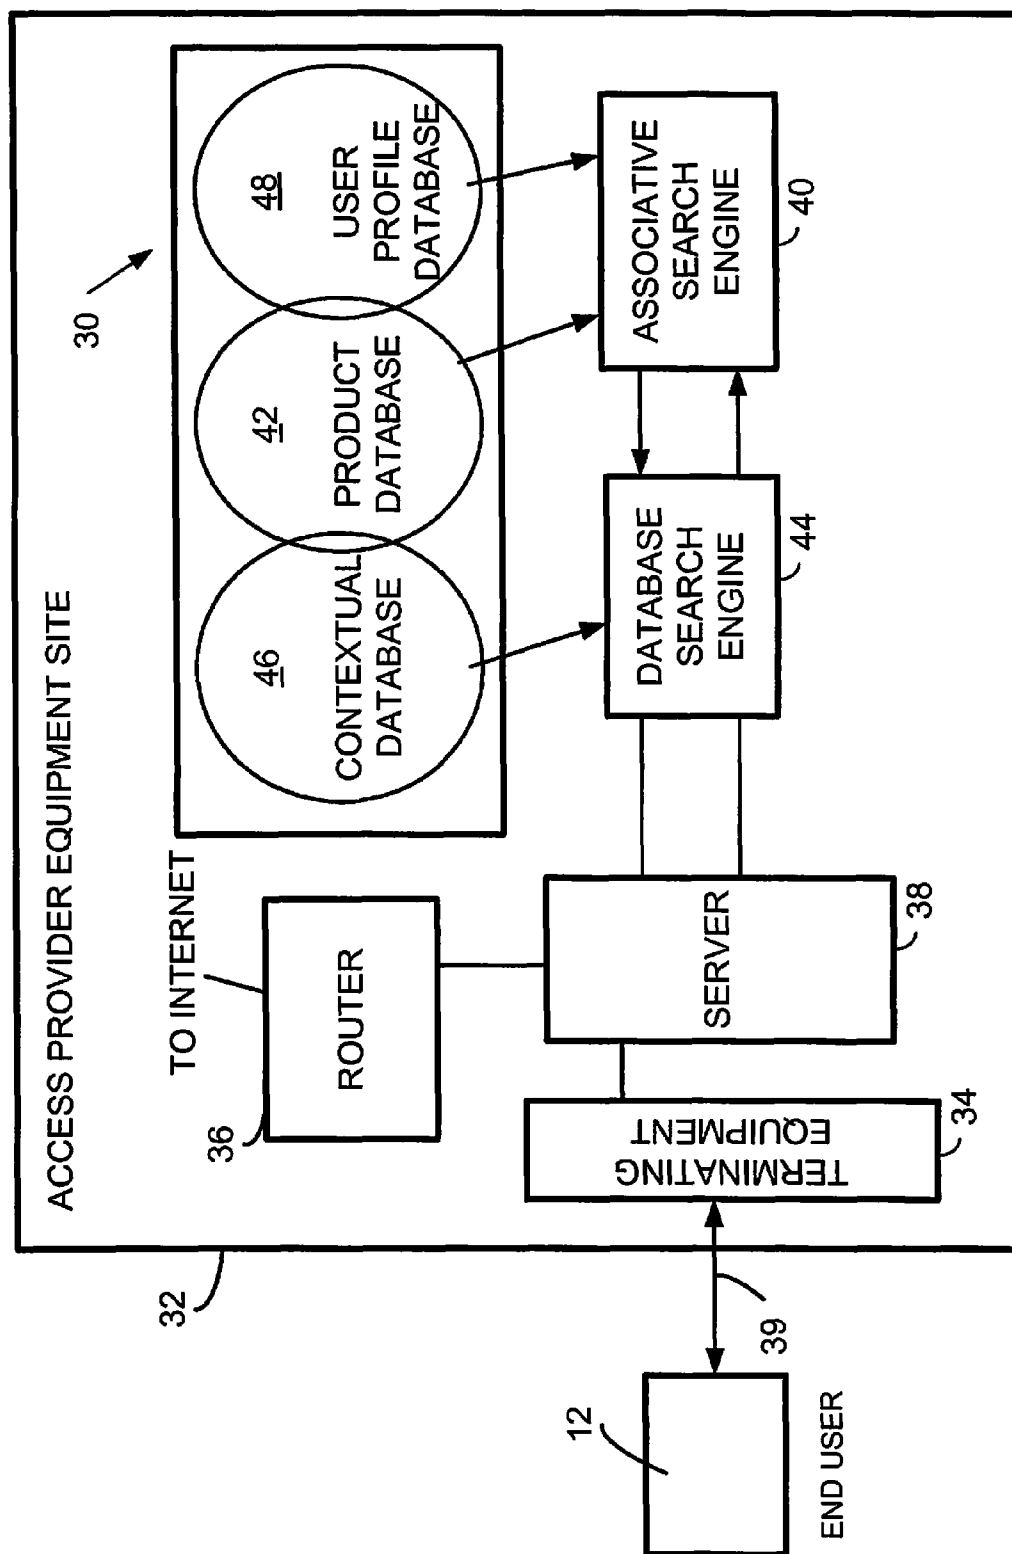 ACCESS PROVIDER EQUIPMENT SITE
30
32
TO INTERNET
36
ROUTER
46
CONTEXTUAL
DATABASE
42
PRODUCT
DATABASE
48
USER
PROFILE
DATABASE
12
END USER
39
TERMINATING
EQUIPMENT
34
SERVER
38
DATABASE
SEARCH
ENGINE
44
ASSOCIATIVE
SEARCH
ENGINE
40